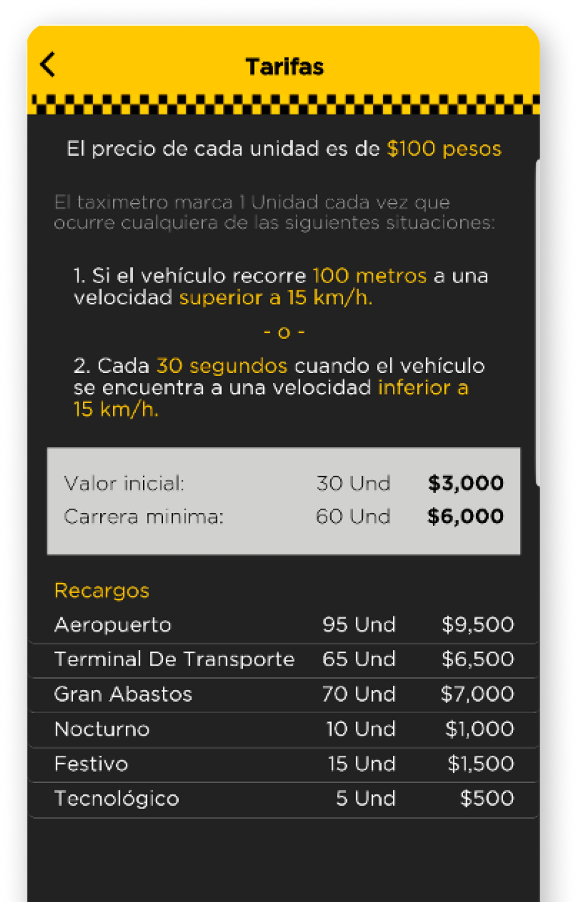 Tarifas
El precio de cada unidad es de $100 pesos
El taximetro marca 1 Unidad cada vez que
ocurre cualquiera de las siguientes situaciones:
1. Si el vehículo recorre 100 metros a una
velocidad superior a 15 km/h.
- o -
2. Cada 30 segundos cuando el vehículo
se encuentra a una velocidad inferior a
15 km/h.
Valor inicial: 30 Und $3,000
Carrera minima: 60 Und $6,000
Recargos
Aeropuerto 95 Und $9,500
Terminal De Transporte 65 Und $6,500
Gran Abastos 70 Und $7,000
Nocturno 10 Und $1,000
Festivo 15 Und $1,500
Tecnológico 5 Und $500